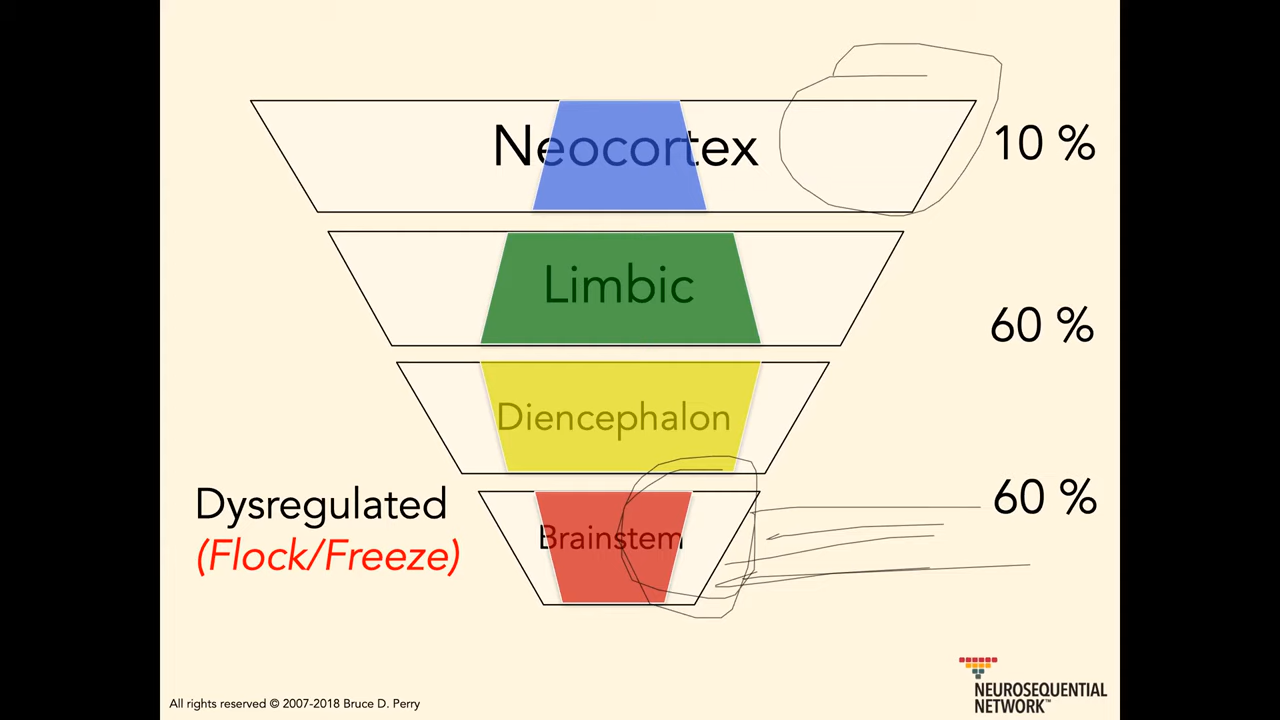 Neocortex
10 %
Limbic
60 %
Diencephalon
Dysregulated
(Flock/Freeze)
Brainstem
60 %
All rights reserved © 2007-2018 Bruce D. Perry
NEUROSEQUENTIAL
NETWORK™